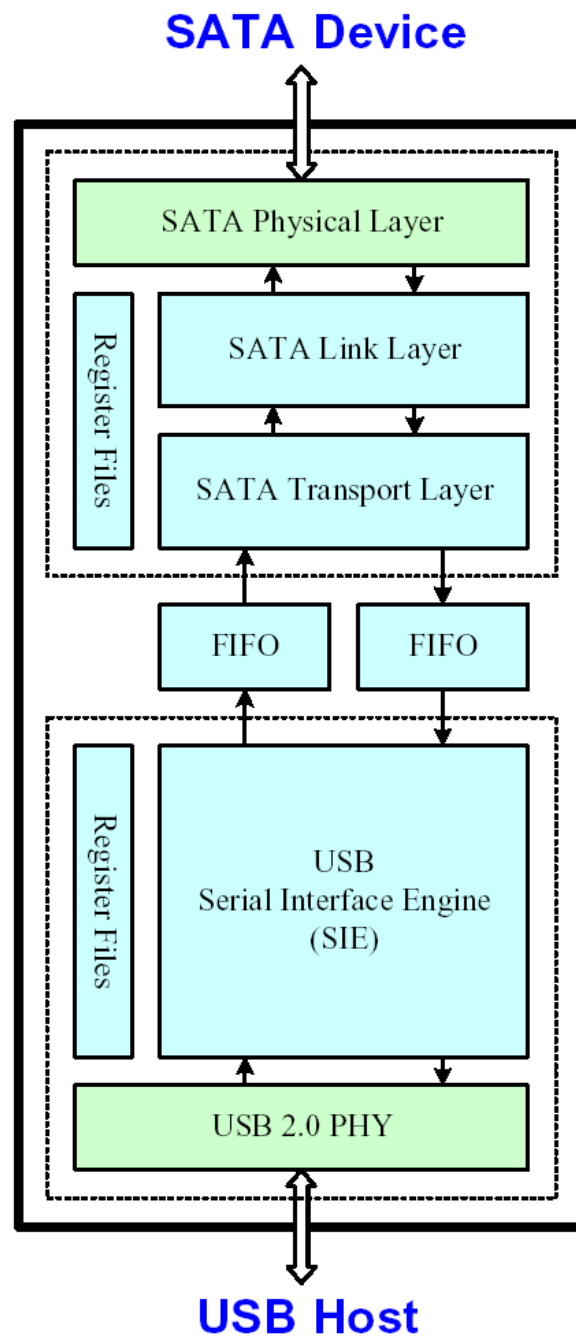 SATA Device
SATA Physical Layer
Register Files
SATA Link Layer
SATA Transport Layer
FIFO
FIFO
Register Files
USB
Serial Interface Engine
(SIE)
USB 2.0 PHY
USB Host